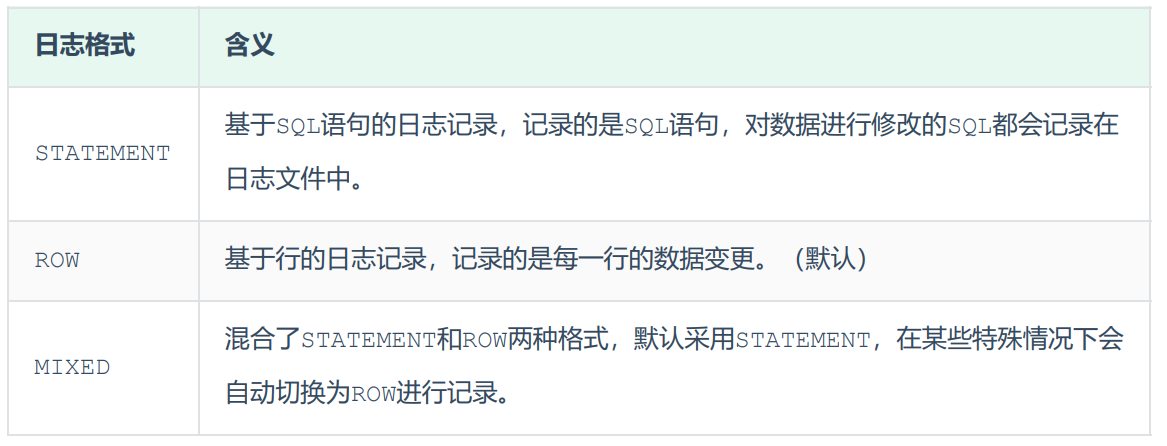 日志格式 含义
STATEMENT 基于SQL语句的日志记录，记录的是SQL语句，对数据进行修改的SQL都会记录在
日志文件中。
ROW 基于行的日志记录，记录的是每一行的数据变更。（默认）
MIXED 混合了STATEMENT和ROW两种格式，默认采用STATEMENT，在某些特殊情况下会
自动切换为ROW进行记录。